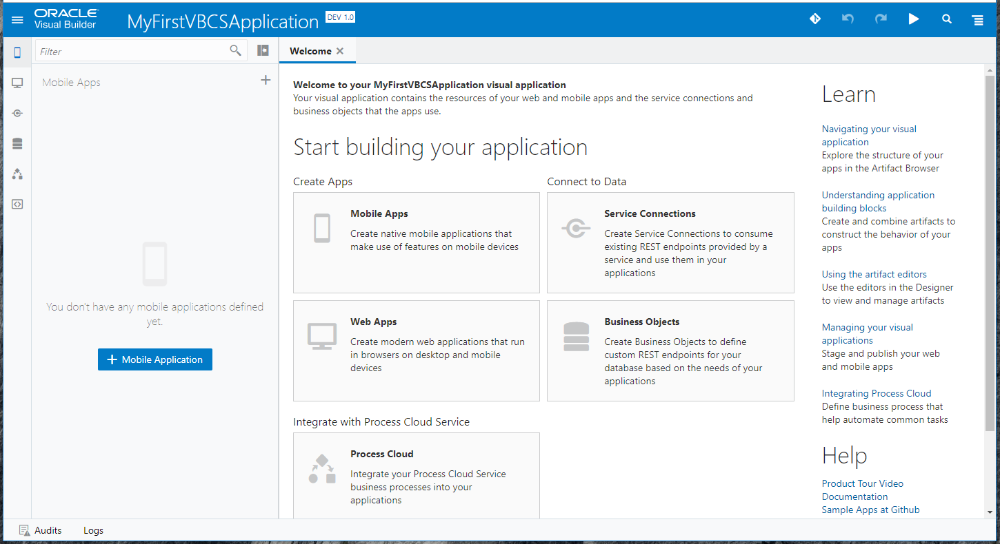 ORACLE
Visual Builder
MyFirstVBCSApplication
DEV 1.0
Filter
Mobile Apps
You don't have any mobile applications defined
yet.
Mobile Application
Welcome
Welcome to your MyFirstVBCSApplication visual application
Your visual application contains the resources of your web and mobile apps and the service connections and
business objects that the apps use.
Start building your application
Create Apps
Mobile Apps
Create native mobile applications that
make use of features on mobile devices
Web Apps
Create modern web applications that run
in browsers on desktop and mobile
devices
Connect to Data
Service Connections
Create Service Connections to consume
existing REST endpoints provided by a
service and use them in your
applications
Business Objects
Create Business Objects to define
custom REST endpoints for your
database based on the needs of your
applications
Integrate with Process Cloud Service
Process Cloud
Integrate your Process Cloud Service
business processes into your
applications
Learn
Navigating your visual
application
Explore the structure of your
apps in the Artifact Browser
Understanding application
building blocks
Create and combine artifacts to
construct the behavior of your
apps
Using the artifact editors
Use the editors in the Designer
to view and manage artifacts
Managing your visual
applications
Stage and publish your web
and mobile apps
Integrating Process Cloud
Define business process that
help automate common tasks
Help
Product Tour Video
Documentation
Sample Apps at Github
Audits
Logs